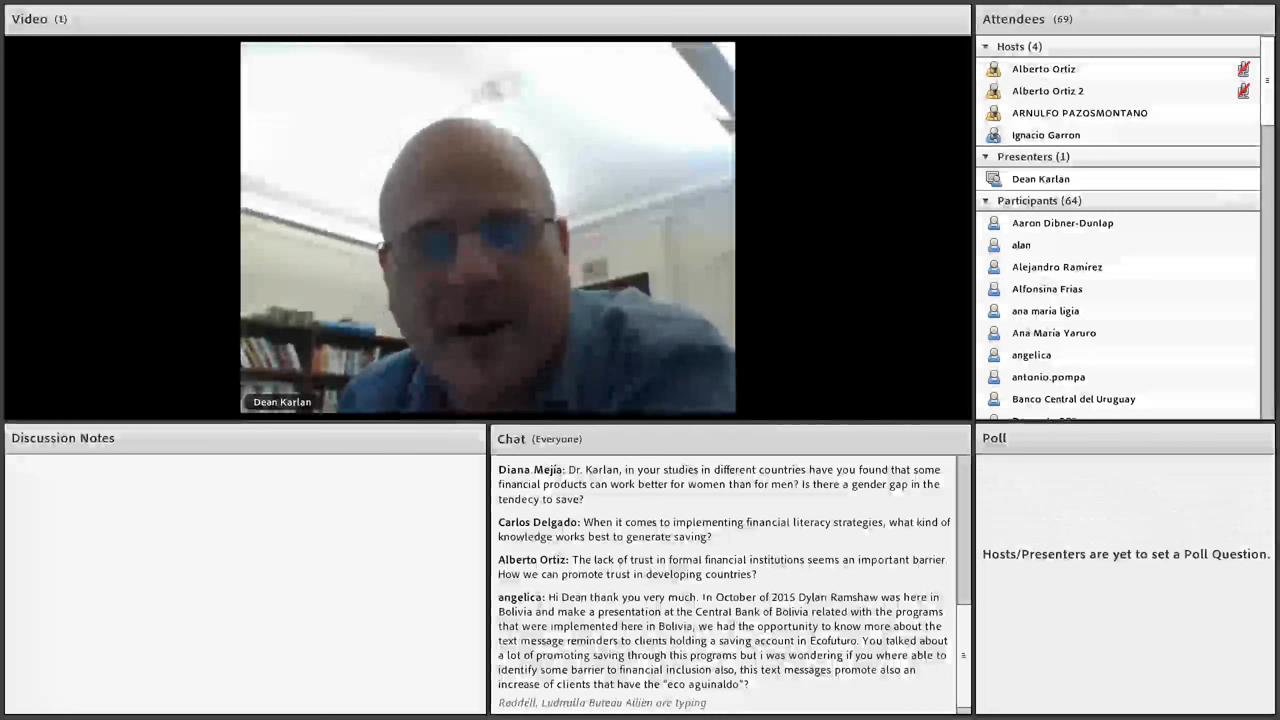 Video (1)
Dean Karlan
Attendees (69)
Hosts (4)
Alberto Ortiz
Alberto Ortiz 2
ARNULFO PAZOSMONTANO
Ignacio Garron
Presenters (1)
Dean Karlan
Participants (64)
Aaron Dibner-Dunlap
alan
Alejandro Ramírez
Alfonsina Frias
ana maria ligia
Ana María Yaruro
angelica
antonio.pompa
Banco Central del Uruguay
Discussion Notes
Chat (Everyone)
Diana Mejía: Dr. Karlan, in your studies in different countries have you found that some
financial products can work better for women than for men? Is there a gender gap in the
tendecy to save?
Carlos Delgado: When it comes to implementing financial literacy strategies, what kind of
knowledge works best to generate saving?
Alberto Ortiz: The lack of trust in formal financial institutions seems an important barrier.
How we can promote trust in developing countries?
angelica: Hi Dean thank you very much. In October of 2015 Dylan Ramshaw was here in
Bolivia and make a presentation at the Central Bank of Bolivia related with the programs
that were implemented here in Bolivia, we had the opportunity to know more about the
text message reminders to clients holding a saving account in Ecofuturo. You talked about
a lot of promoting saving through this programs but i was wondering if you where able to
identify some barrier to financial inclusion also, this text messages promote also an
increase of clients that have the "eco aguinaldo"?
Roddell, Ludmilla Buteau Allien are typing
Poll
Hosts/Presenters are yet to set a Poll Question.